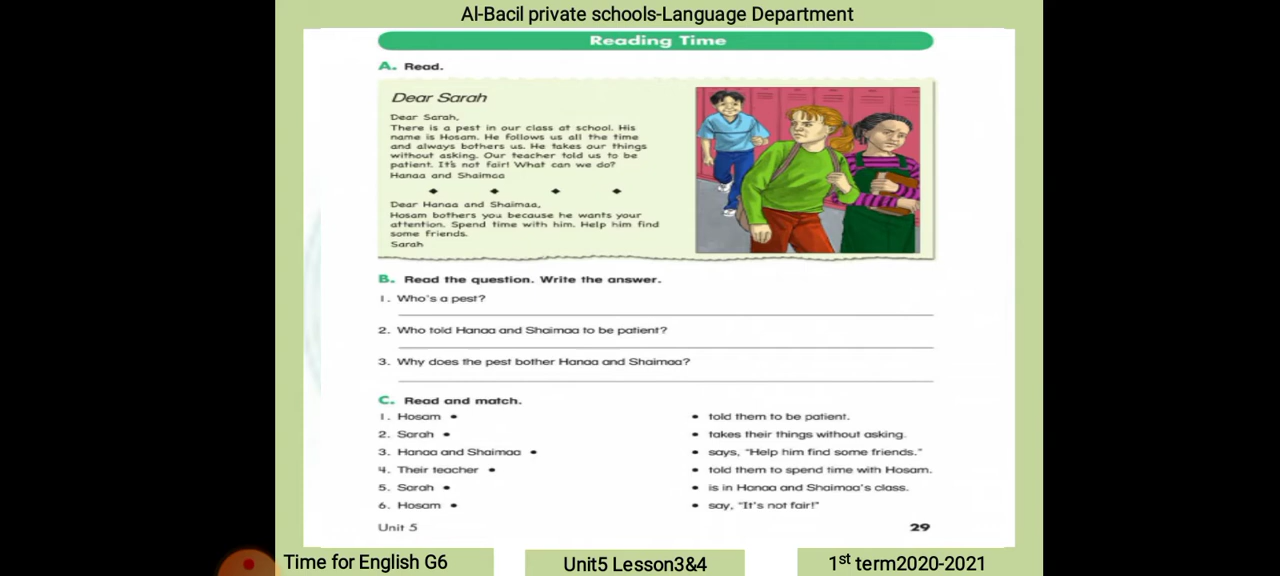 Al-Bacil private schools-Language Department
Reading Time
A. Read.
Dear Sarah
Dear Sarah,
There is a pest in our class at school. His
name is Hosam. He follows us all the time
and always bothers us. He takes our things
without asking. Our teacher told us to be
patient. It's not fair! What can we do?
Hanaa and Shaimaa
Dear Hanaa and Shaimaa,
Hosam bothers you because he wants your
attention. Spend time with him. Help him find
some friends.
Sarah
B. Read the question. Write the answer.
1. Who's a pest?
2. Who told Hanaa and Shaimaa to be patient?
3. Why does the pest bother Hanaa and Shaimaa?
C. Read and match.
1. Hosam • • told them to be patient.
2. Sarah • • takes their things without asking.
3. Hanaa and Shaimaa • • says, "Help him find some friends."
4. Their teacher • • told them to spend time with Hosam.
5. Sarah • • is in Hanaa and Shaimaa's class.
6. Hosam • • say, "It's not fair!"
Unit 5 29
Time for English G6 Unit5 Lesson3&4 1st term2020-2021